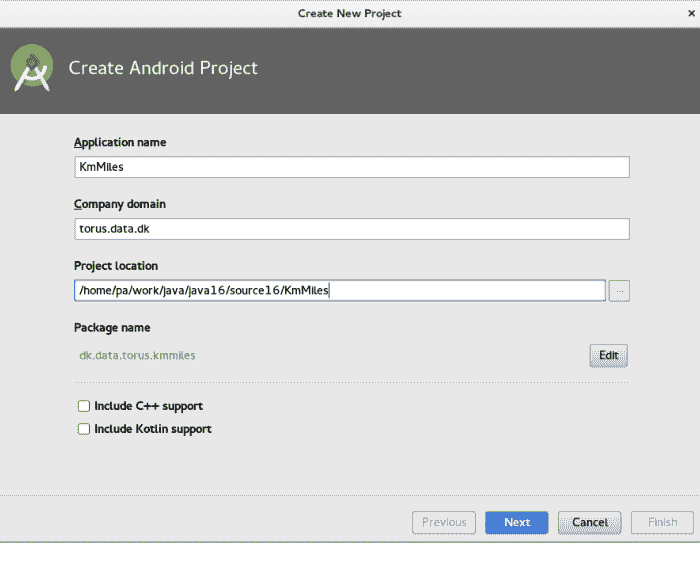 Create New Project
×
Create Android Project
Application name
KmMiles
Company domain
torus.data.dk
Project location
/home/pa/work/java/java16/source16/KmMiles
...
Package name
dk.data.torus.kmmiles
Edit
Include C++ support
Include Kotlin support
Previous Next Cancel Finish